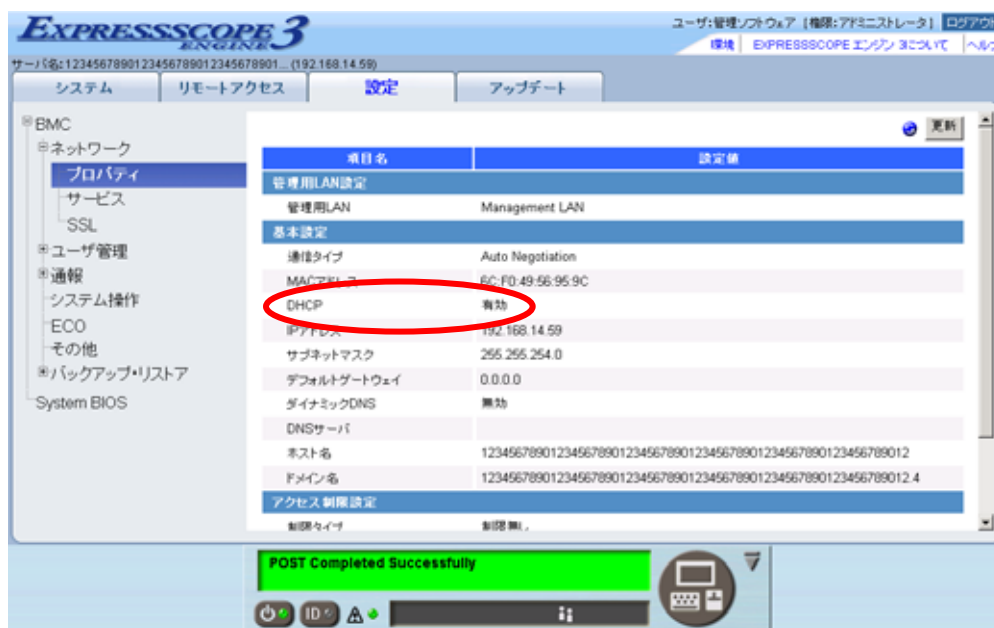 EXPRESSSCOPE
ENGINE 3
ユーザ:管理ソフトウェア [権限:アドミニストレータ] ログアウト
環境 EXPRESSSCOPE エンジン 3について ヘルプ
サーバ名:1234567890123456789012345678901... (192.168.14.59)
システム リモートアクセス 設定 アップデート
BMC
ネットワーク
プロパティ
サービス
SSL
ユーザ管理
通報
システム操作
ECO
その他
バックアップ・リストア
System BIOS
更新
項目名 設定値
管理用LAN設定
管理用LAN Management LAN
基本設定
通信タイプ Auto Negotiation
MACアドレス 6C:F0:49:56:95:9C
DHCP 有効
IPアドレス 192.168.14.59
サブネットマスク 255.255.254.0
デフォルトゲートウェイ 0.0.0.0
ダイナミックDNS 無効
DNSサーバ
ホスト名 12345678901234567890123456789012345678901234567890123456789012
ドメイン名 12345678901234567890123456789012345678901234567890123456789012.4
アクセス制限設定
制限タイプ 制限無し
POST Completed Successfully
ID